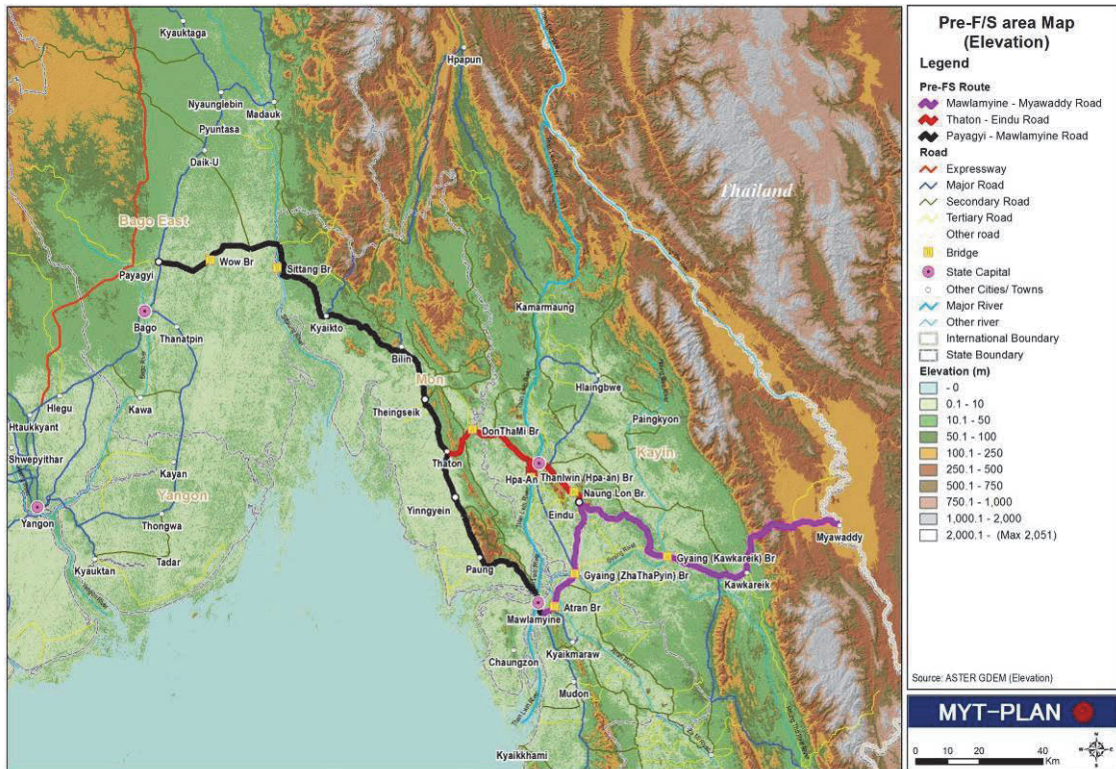 Kyauktaga
Hpapun
Nyaunglebin
Madauk
Pyuntasa
Daik-U
Thailand
Bago East
Payagyi
Wow Br
Sittang Br
Kamarmaung
Bago
Thanatpin
Kyaikto
Bilin
Mon
Hlaingbwe
Hlegu
Kawa
Theingseik
Paingkyon
Htaukkyant
DonThaMi Br
Kayin
Shwepyithar
Thaton
Thanlwin (Hpa-an) Br
Hpa-An
Kayan
Yangon
Naung Lon Br.
Yinngyein
Eindu
Yangon
Thongwa
Myawaddy
Tadar
Paung
Gyaing (Kawkareik) Br
Kyauktan
Gyaing (ZhaThaPyin) Br
Kawkareik
Atran Br
Mawlamyine
Kyaikmaraw
Chaungzon
Mudon
Kyaikkhami
Pre-F/S area Map
(Elevation)
Legend
Pre-FS Route
Mawlamyine - Myawaddy Road
Thaton - Eindu Road
Payagyi - Mawlamyine Road
Road
Expressway
Major Road
Secondary Road
Tertiary Road
Other road
Bridge
State Capital
Other Cities/ Towns
Major River
Other river
International Boundary
State Boundary
Elevation (m)
- 0
0.1 - 10
10.1 - 50
50.1 - 100
100.1 - 250
250.1 - 500
500.1 - 750
750.1 - 1,000
1,000.1 - 2,000
2,000.1 - (Max 2,051)
Source: ASTER GDEM (Elevation)
MYT-PLAN
0 10 20 40
Km